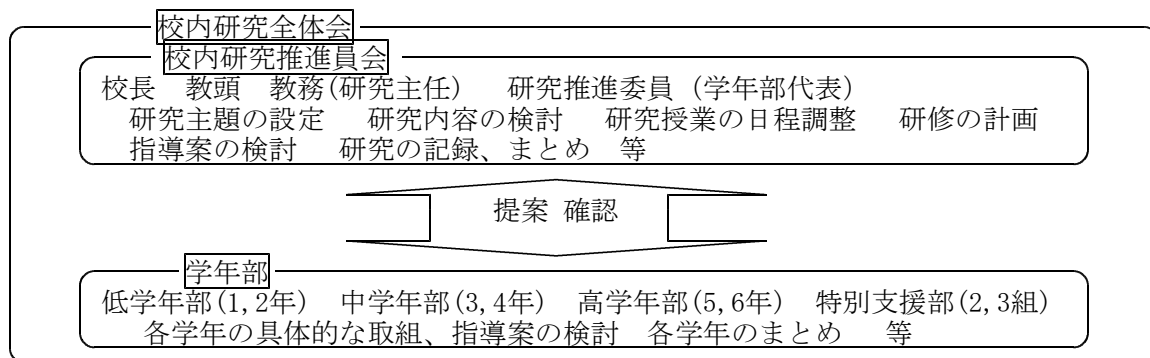 校内研究全体会
校内研究推進員会
校長 教頭 教務(研究主任) 研究推進委員 (学年部代表)
研究主題の設定 研究内容の検討 研究授業の日程調整 研修の計画
指導案の検討 研究の記録、まとめ 等
提案 確認
学年部
低学年部(1,2年) 中学年部(3,4年) 高学年部(5,6年) 特別支援部(2,3組)
各学年の具体的な取組、指導案の検討 各学年のまとめ 等